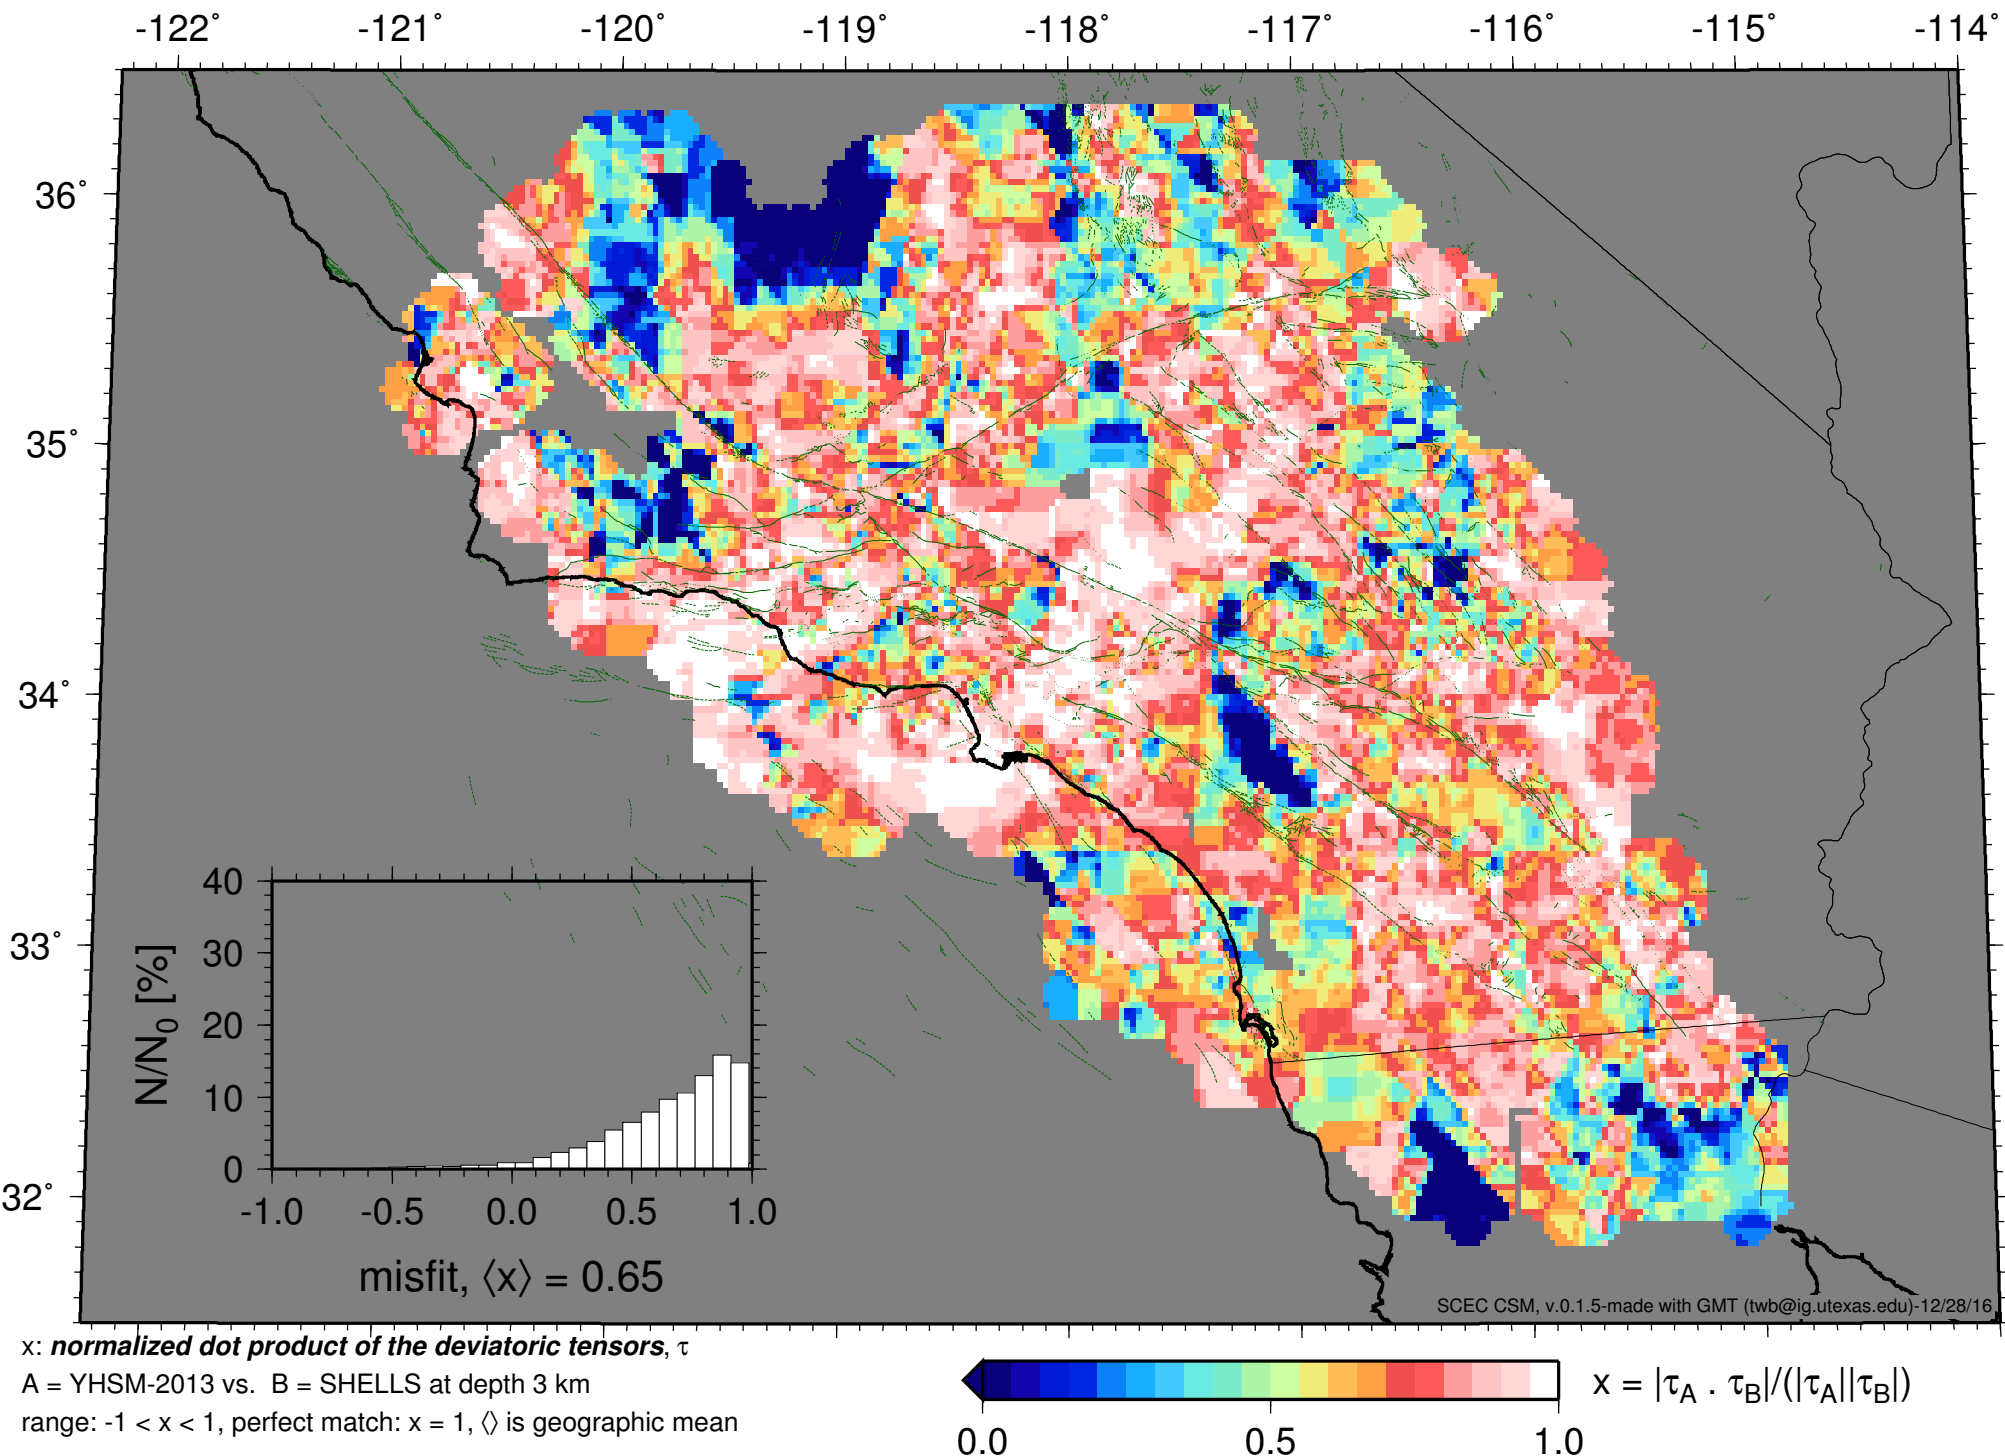 -122° -121° -120° -119° -118° -117° -116° -115° -114°
36°
35°
34°
33°
32°
40
30
20
10
0
N/N0 [%]
-1.0 -0.5 0.0 0.5 1.0
misfit, ⟨x⟩ = 0.65
SCEC CSM, v.0.1.5-made with GMT (twb@ig.utexas.edu)-12/28/16
x: normalized dot product of the deviatoric tensors, τ
A = YHSM-2013 vs. B = SHELLS at depth 3 km
range: -1 < x < 1, perfect match: x = 1, ⟨⟩ is geographic mean
0.0 0.5 1.0
x = |τA . τB|/(|τA||τB|)